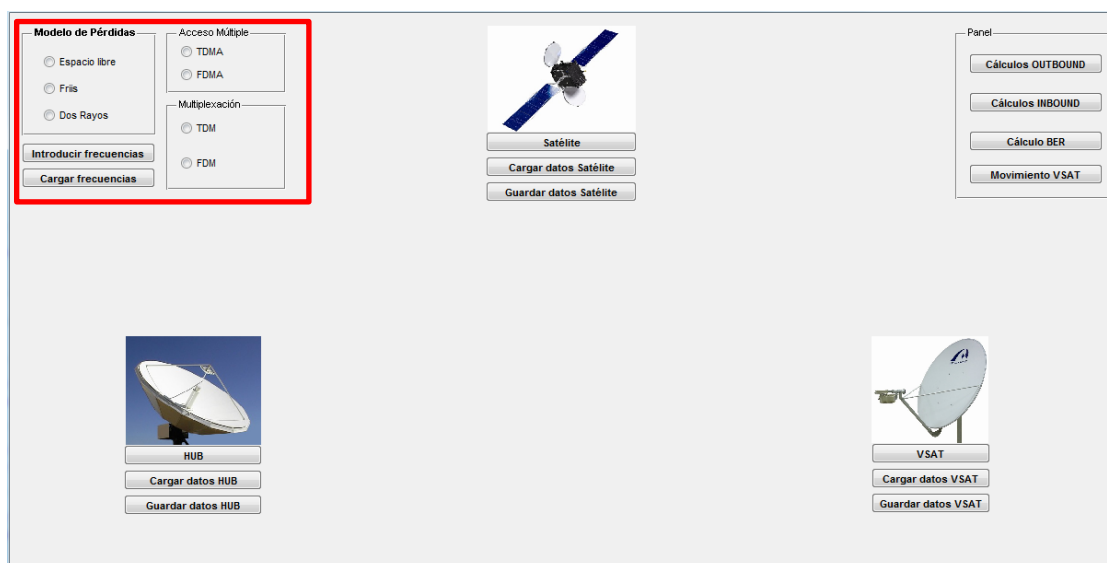 Modelo de Pérdidas
Espacio libre
Friis
Dos Rayos
Introducir frecuencias
Cargar frecuencias
Acceso Múltiple
TDMA
FDMA
Multiplexación
TDM
FDM
Satélite
Cargar datos Satélite
Guardar datos Satélite
Panel
Cálculos OUTBOUND
Cálculos INBOUND
Cálculo BER
Movimiento VSAT
HUB
Cargar datos HUB
Guardar datos HUB
VSAT
Cargar datos VSAT
Guardar datos VSAT